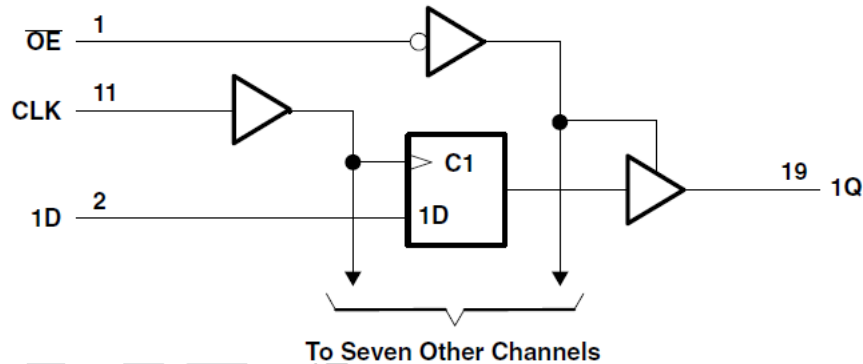 OE 1
CLK 11
C1
1D 2
1D
19 1Q
To Seven Other Channels